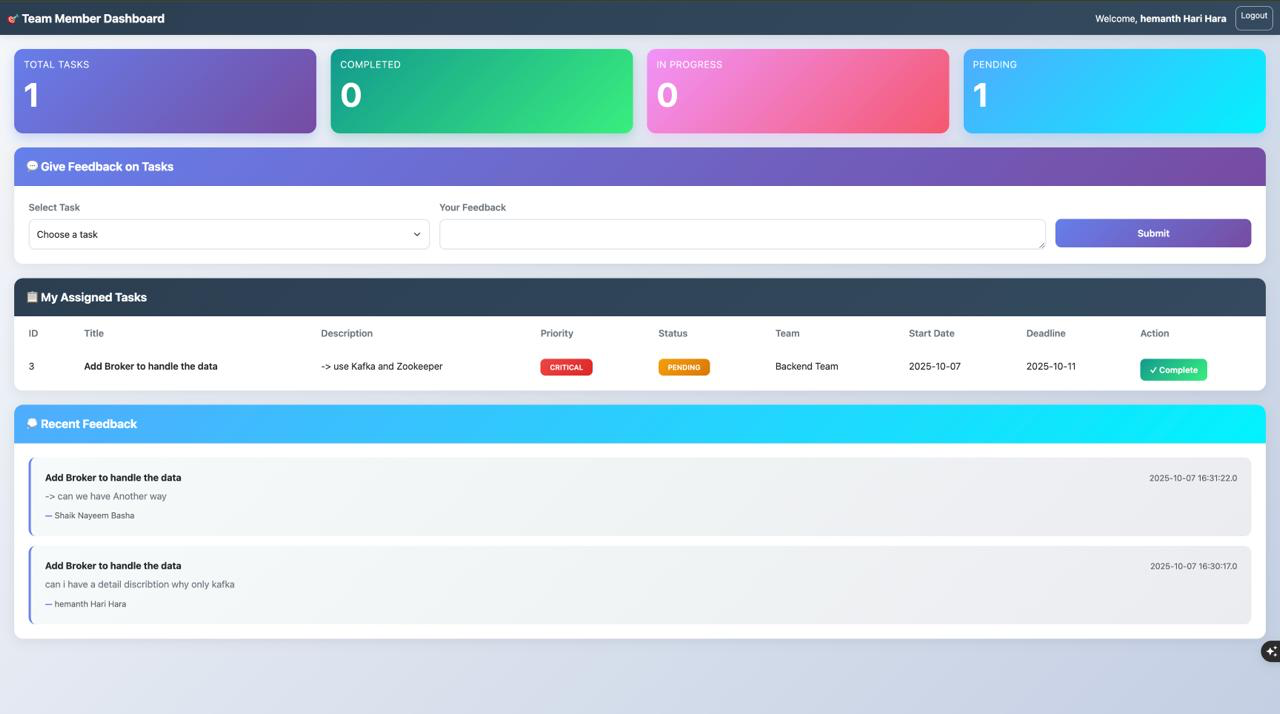 Team Member Dashboard
Welcome, hemanth Hari Hara
Logout
TOTAL TASKS
1
COMPLETED
0
IN PROGRESS
0
PENDING
1
Give Feedback on Tasks
Select Task
Choose a task
Your Feedback
Submit
My Assigned Tasks
ID Title Description Priority Status Team Start Date Deadline Action
3 Add Broker to handle the data -> use Kafka and Zookeeper CRITICAL PENDING Backend Team 2025-10-07 2025-10-11 ✓ Complete
Recent Feedback
Add Broker to handle the data 2025-10-07 16:31:22.0
-> can we have Another way
— Shaik Nayeem Basha
Add Broker to handle the data 2025-10-07 16:30:17.0
can i have a detail discribtion why only kafka
— hemanth Hari Hara